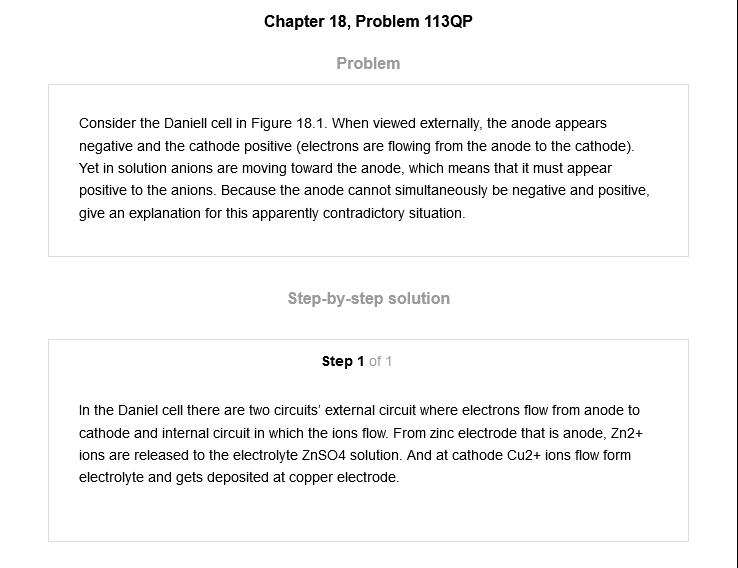 Chapter 18, Problem 113QP
Problem
Consider the Daniell cell in Figure 18.1. When viewed externally, the anode appears
negative and the cathode positive (electrons are flowing from the anode to the cathode).
Yet in solution anions are moving toward the anode, which means that it must appear
positive to the anions. Because the anode cannot simultaneously be negative and positive,
give an explanation for this apparently contradictory situation.
Step-by-step solution
Step 1 of 1
In the Daniel cell there are two circuits' external circuit where electrons flow from anode to
cathode and internal circuit in which the ions flow. From zinc electrode that is anode, Zn2+
ions are released to the electrolyte ZnSO4 solution. And at cathode Cu2+ ions flow form
electrolyte and gets deposited at copper electrode.